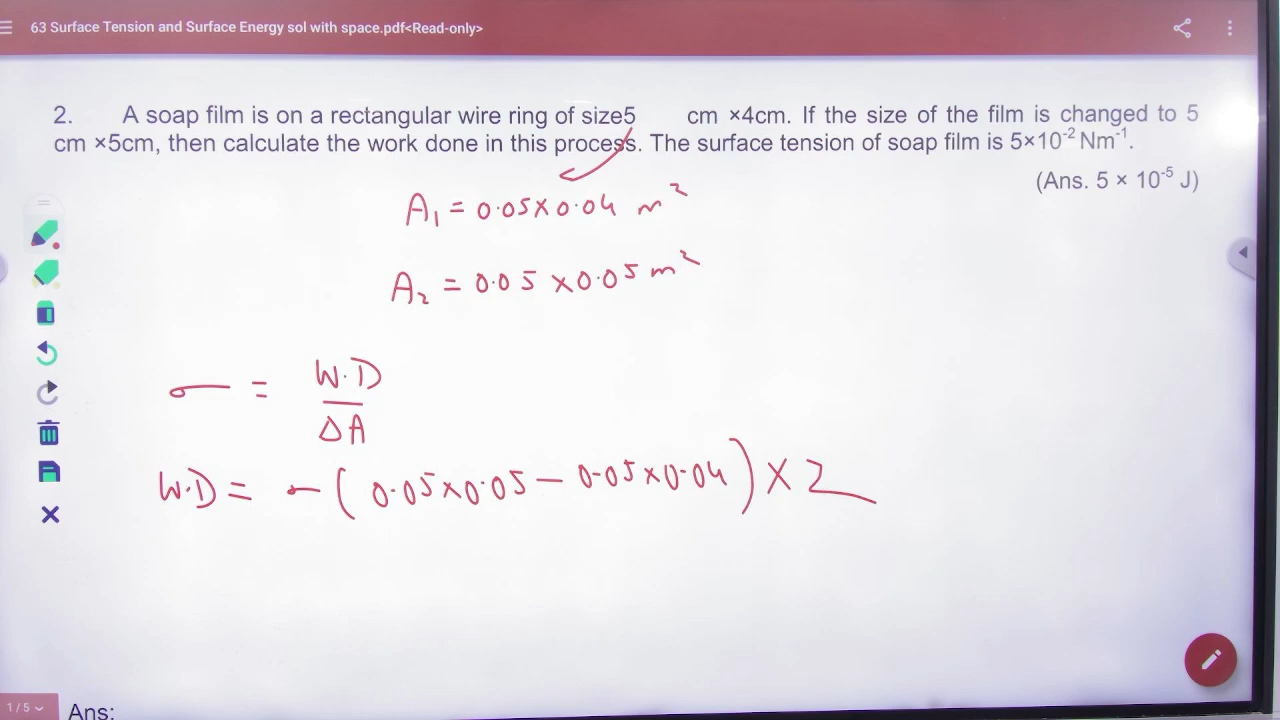 63 Surface Tension and Surface Energy sol with space.pdf<Read-only>
2. A soap film is on a rectangular wire ring of size5 cm ×4cm. If the size of the film is changed to 5
cm ×5cm, then calculate the work done in this process. The surface tension of soap film is 5×10⁻² Nm⁻¹.
(Ans. 5 × 10⁻⁵ J)
A₁ = 0.05×0.04 m²
A₂ = 0.05 ×0.05 m²
σ = W.D
ΔA
W.D = σ (0.05×0.05 – 0.05×0.04) × 2
1/5
Ans: